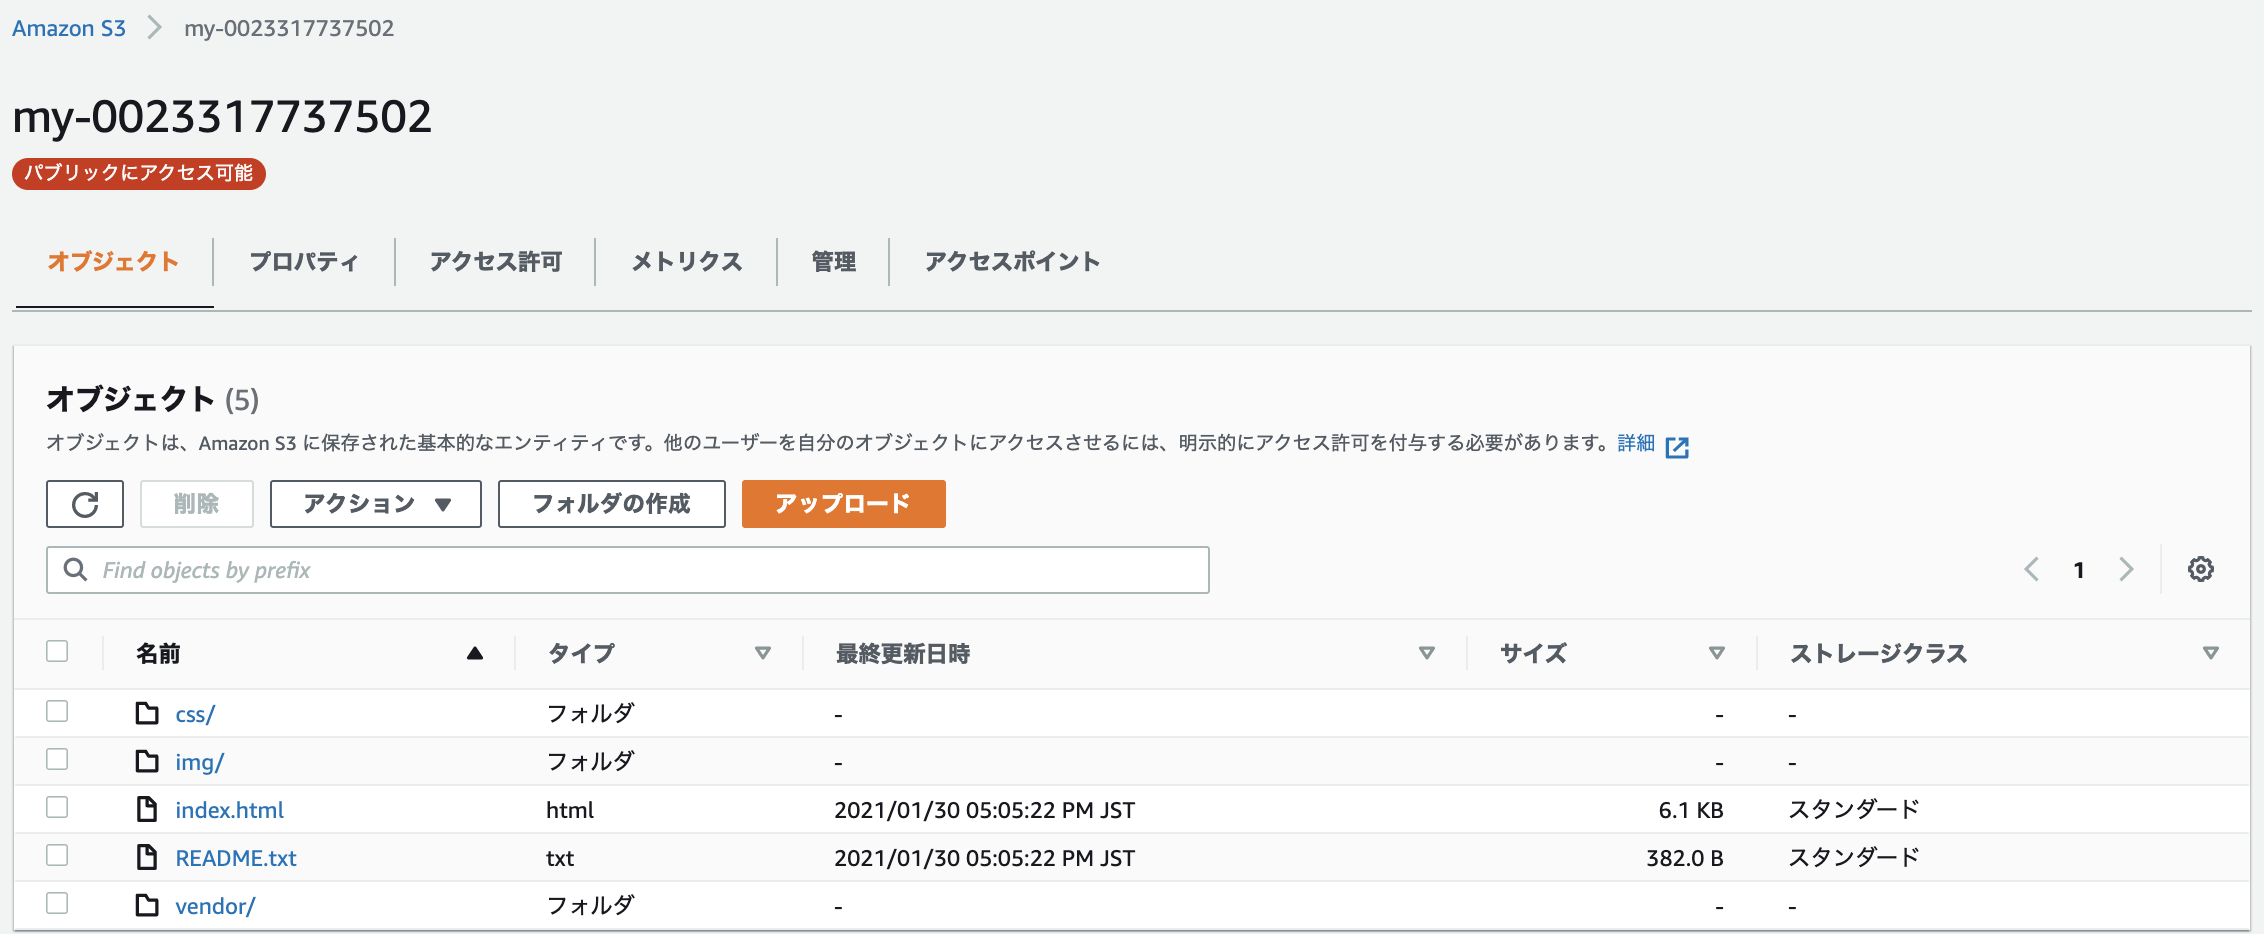 Amazon S3 > my-0023317737502
my-0023317737502
パブリックにアクセス可能
オブジェクト プロパティ アクセス許可 メトリクス 管理 アクセスポイント
オブジェクト (5)
オブジェクトは、Amazon S3 に保存された基本的なエンティティです。他のユーザーを自分のオブジェクトにアクセスさせるには、明示的にアクセス許可を付与する必要があります。詳細
削除 アクション ▼ フォルダの作成 アップロード
Find objects by prefix
< 1 >
名前 ▲ タイプ ▽ 最終更新日時 ▽ サイズ ▽ ストレージクラス ▽
css/ フォルダ - - -
img/ フォルダ - - -
index.html html 2021/01/30 05:05:22 PM JST 6.1 KB スタンダード
README.txt txt 2021/01/30 05:05:22 PM JST 382.0 B スタンダード
vendor/ フォルダ - - -